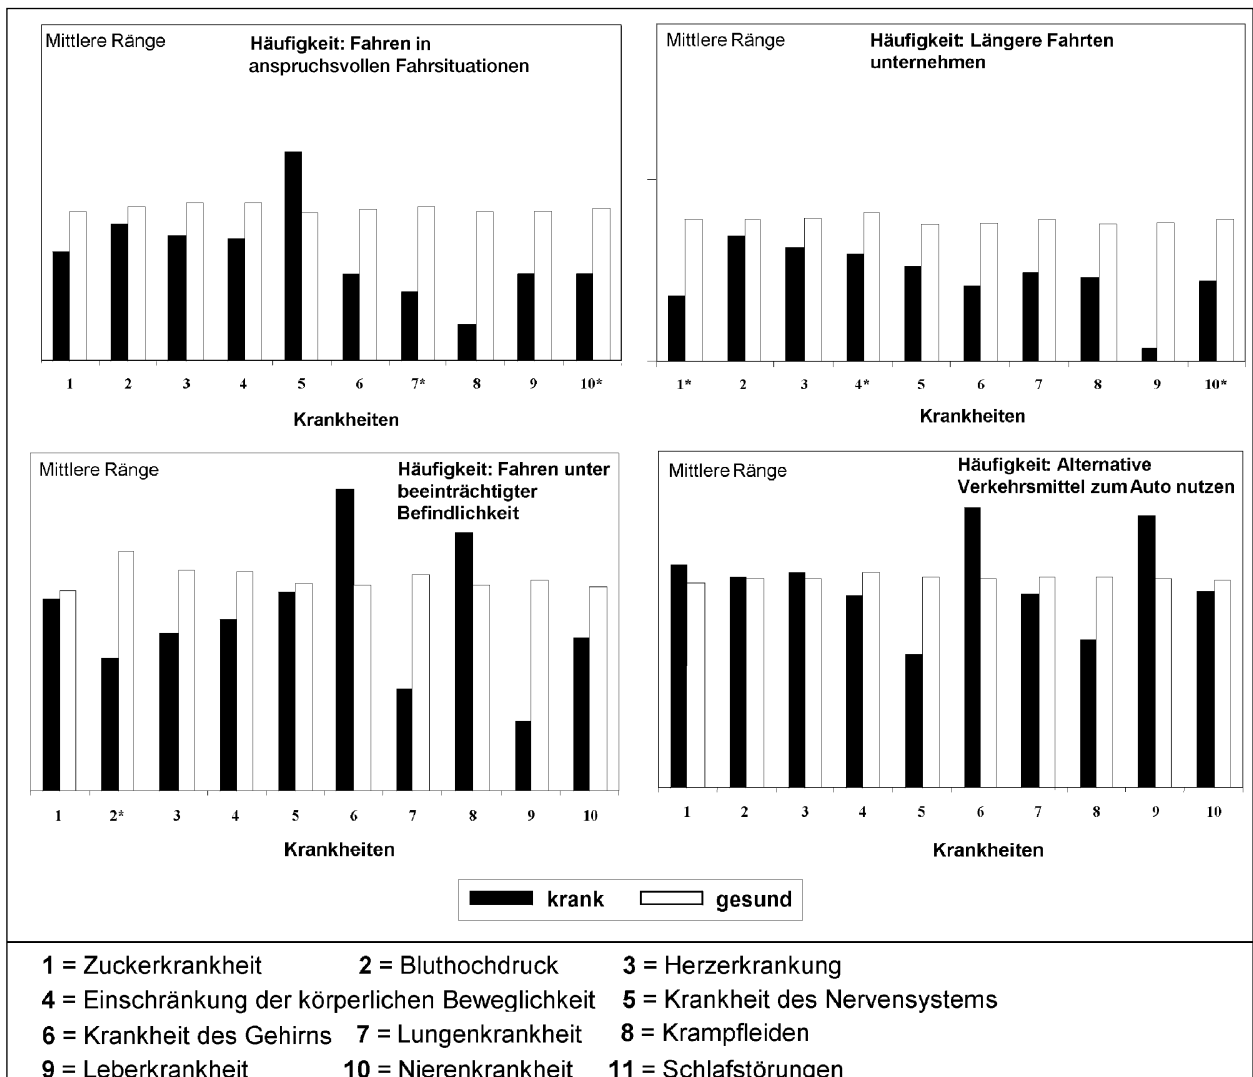 Mittlere Ränge
Häufigkeit: Fahren in
anspruchsvollen Fahrsituationen
1 2 3 4 5 6 7* 8 9 10*
Krankheiten
Mittlere Ränge
Häufigkeit: Längere Fahrten
unternehmen
1* 2 3 4* 5 6 7 8 9 10*
Krankheiten
Mittlere Ränge
Häufigkeit: Fahren unter
beeinträchtigter
Befindlichkeit
1 2* 3 4 5 6 7 8 9 10
Krankheiten
Mittlere Ränge
Häufigkeit: Alternative
Verkehrsmittel zum Auto nutzen
1 2 3 4 5 6 7 8 9 10
Krankheiten
krank gesund
1 = Zuckerkrankheit 2 = Bluthochdruck 3 = Herzerkrankung
4 = Einschränkung der körperlichen Beweglichkeit 5 = Krankheit des Nervensystems
6 = Krankheit des Gehirns 7 = Lungenkrankheit 8 = Krampfleiden
9 = Leberkrankheit 10 = Nierenkrankheit 11 = Schlafstörungen